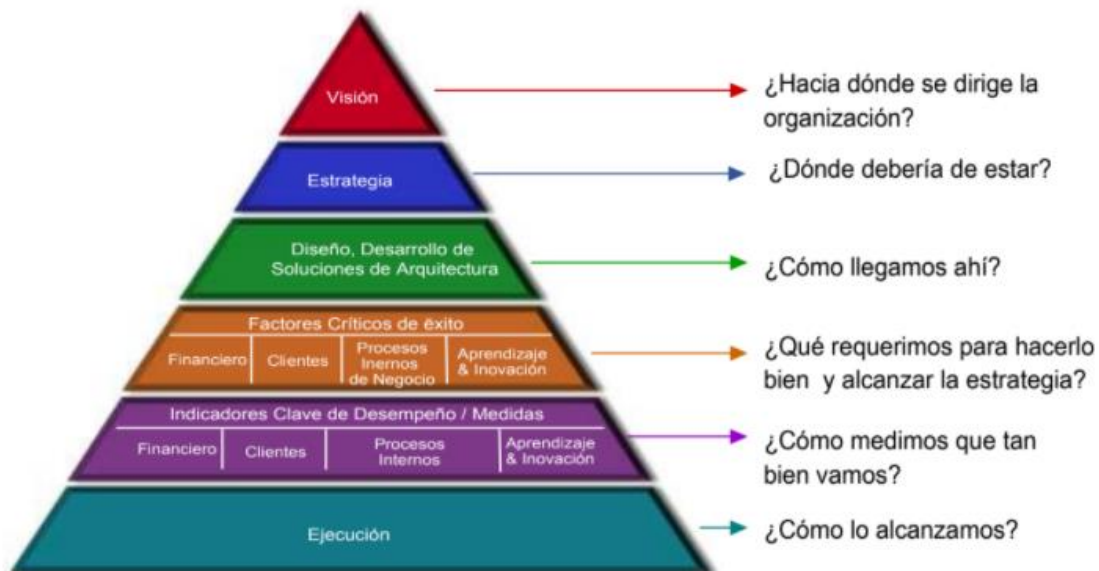 Visión
¿Hacia dónde se dirige la
organización?
Estrategia
¿Dónde debería de estar?
Diseño, Desarrollo de
Soluciones de Arquitectura
¿Cómo llegamos ahí?
Factores Críticos de éxito
Financiero
Clientes
Procesos
Inernos
de Negocio
Aprendizaje
& Inovación
¿Qué requerimos para hacerlo
bien y alcanzar la estrategia?
Indicadores Clave de Desempeño / Medidas
Financiero
Clientes
Procesos
Internos
Aprendizaje
& Inovación
¿Cómo medimos que tan
bien vamos?
Ejecución
¿Cómo lo alcanzamos?